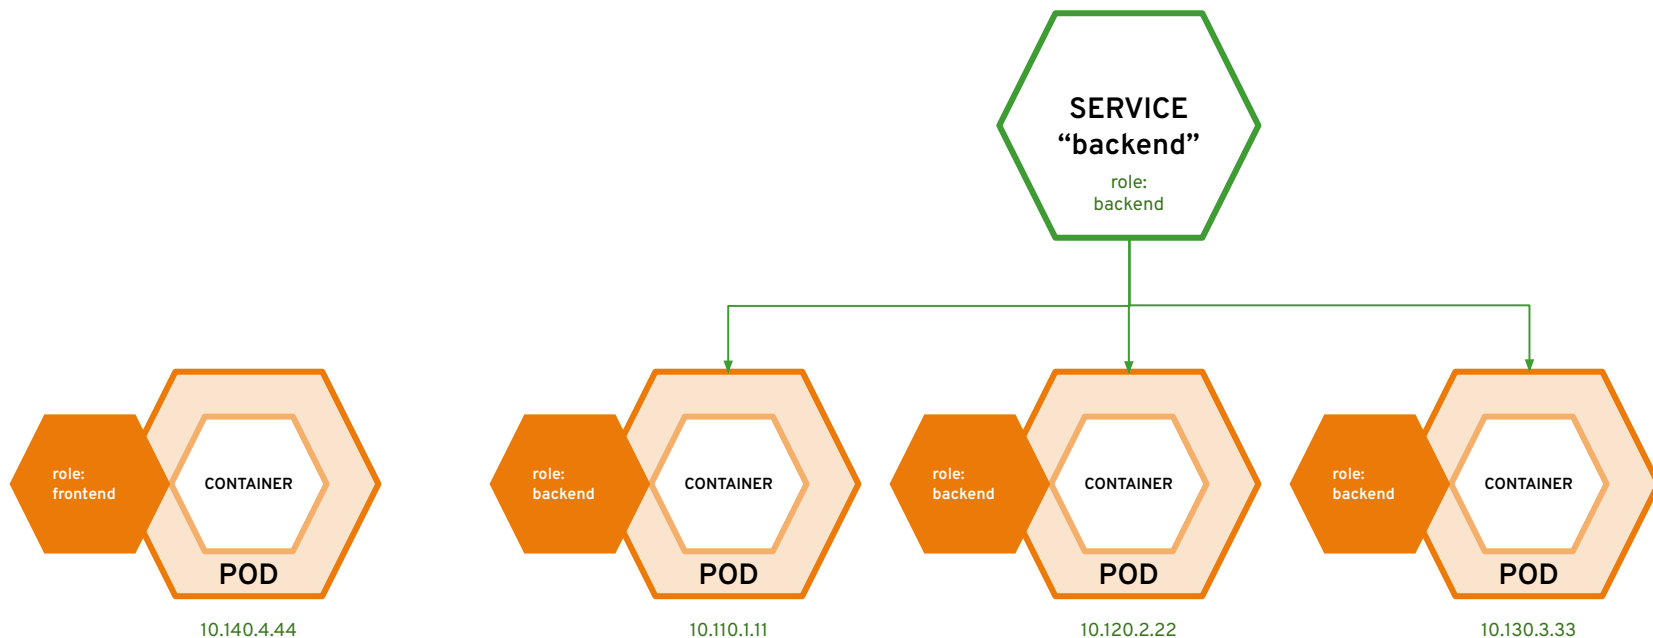 SERVICE
“backend”
role:
backend
role:
frontend
CONTAINER
POD
10.140.4.44
role:
backend
CONTAINER
POD
10.110.1.11
role:
backend
CONTAINER
POD
10.120.2.22
role:
backend
CONTAINER
POD
10.130.3.33